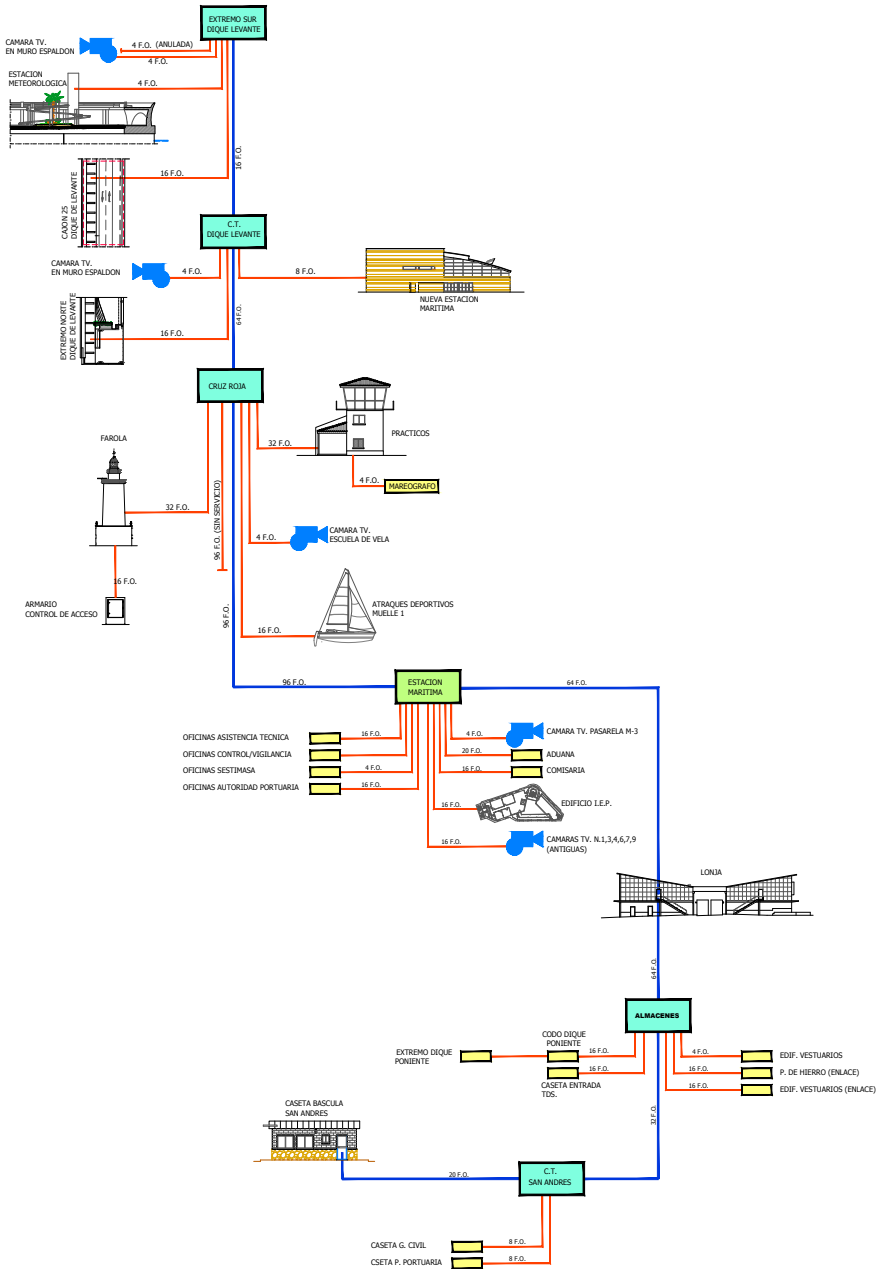 EXTREMO SUR
DIQUE LEVANTE
CAMARA TV.
EN MURO ESPALDON
4 F.O. (ANULADA)
4 F.O.
ESTACION
METEOROLOGICA
4 F.O.
16 F.O.
16 F.O.
CAJON 25
DIQUE DE LEVANTE
C.T.
DIQUE LEVANTE
CAMARA TV.
EN MURO ESPALDON
4 F.O.
8 F.O.
NUEVA ESTACION
MARITIMA
64 F.O.
EXTREMO NORTE
DIQUE DE LEVANTE
16 F.O.
CRUZ ROJA
PRACTICOS
32 F.O.
4 F.O.
MAREOGRAFO
FAROLA
32 F.O.
96 F.O. (SIN SERVICIO)
4 F.O.
CAMARA TV.
ESCUELA DE VELA
16 F.O.
ARMARIO
CONTROL DE ACCESO
96 F.O.
ATRAQUES DEPORTIVOS
MUELLE 1
16 F.O.
96 F.O.
ESTACION
MARITIMA
64 F.O.
OFICINAS ASISTENCIA TECNICA
16 F.O.
4 F.O.
CAMARA TV. PASARELA M-3
OFICINAS CONTROL/VIGILANCIA
20 F.O.
ADUANA
OFICINAS SESTIMASA
4 F.O.
16 F.O.
COMISARIA
OFICINAS AUTORIDAD PORTUARIA
16 F.O.
16 F.O.
EDIFICIO I.E.P.
16 F.O.
CAMARAS TV. N.1,3,4,6,7,9
(ANTIGUAS)
LONJA
64 F.O.
ALMACENES
CODO DIQUE
PONIENTE
EXTREMO DIQUE
PONIENTE
16 F.O.
4 F.O.
EDIF. VESTUARIOS
16 F.O.
CASETA ENTRADA
TDS.
16 F.O.
P. DE HIERRO (ENLACE)
16 F.O.
EDIF. VESTUARIOS (ENLACE)
32 F.O.
CASETA BASCULA
SAN ANDRES
20 F.O.
C.T.
SAN ANDRES
CASETA G. CIVIL
8 F.O.
CSETA P. PORTUARIA
8 F.O.